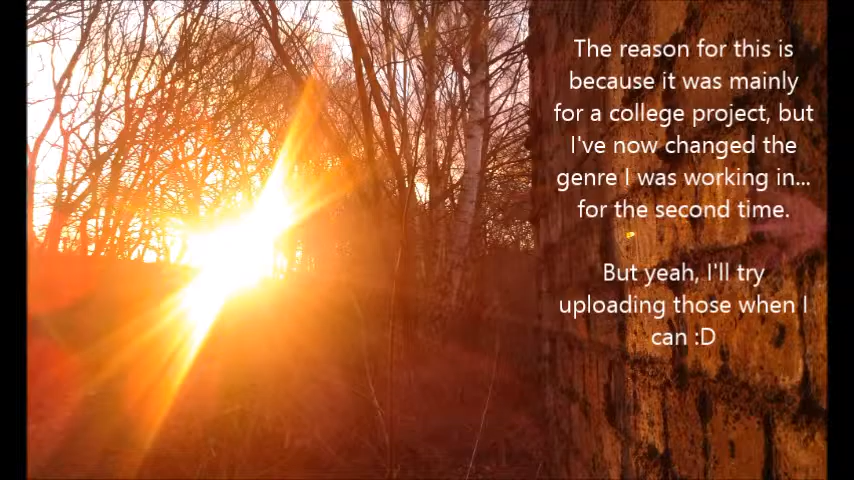 The reason for this is
because it was mainly
for a college project, but
I've now changed the
genre I was working in...
for the second time.
But yeah, I'll try
uploading those when I
can :D